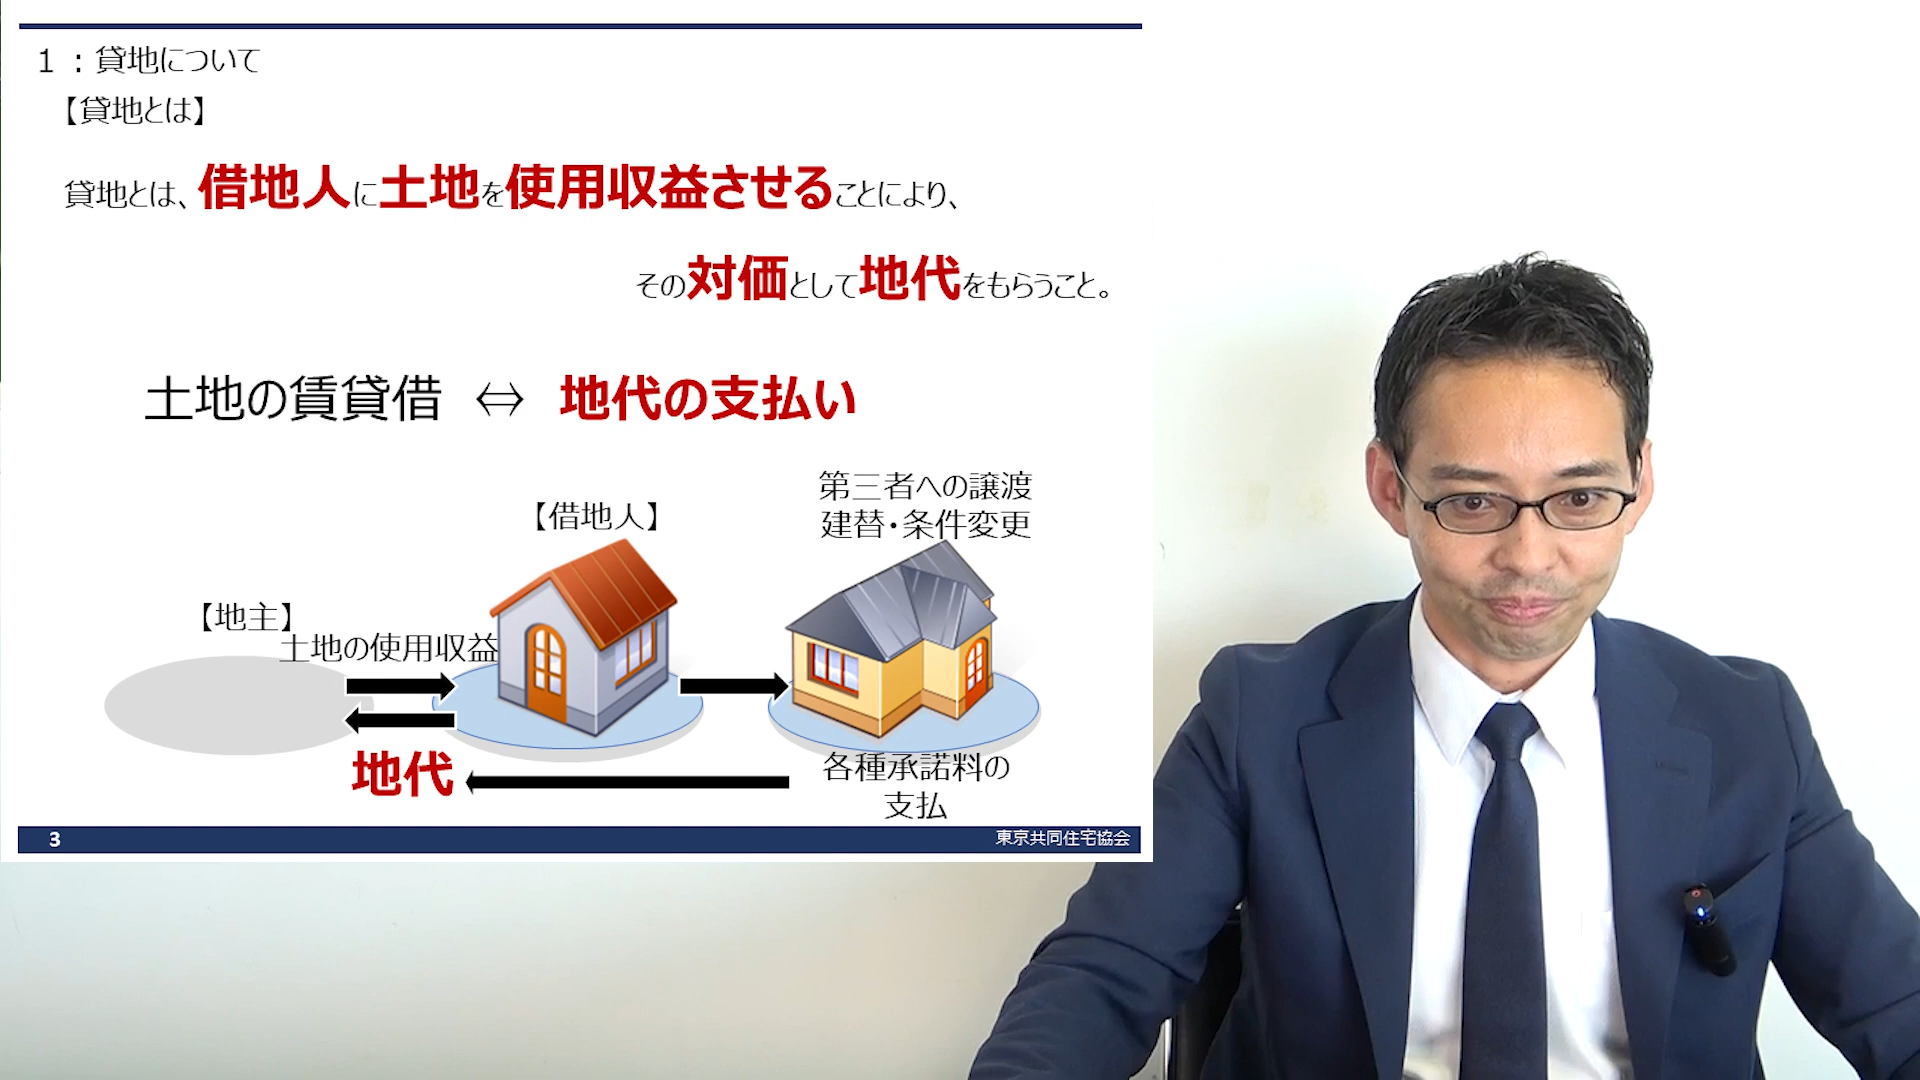 1 : 貸地について
【貸地とは】
貸地とは、借地人に土地を使用収益させることにより、
その対価として地代をもらうこと。
土地の賃貸借 ⇔ 地代の支払い
第三者への譲渡
建替・条件変更
【借地人】
【地主】
土地の使用収益
地代
各種承諾料の
支払
3
東京共同住宅協会